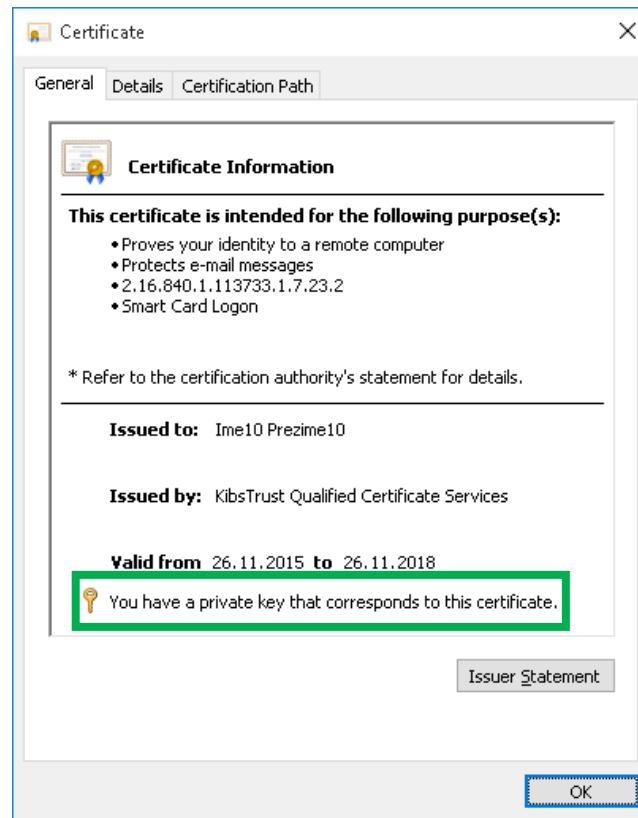 Certificate
General Details Certification Path
Certificate Information
This certificate is intended for the following purpose(s):
•Proves your identity to a remote computer
•Protects e-mail messages
•2.16.840.1.113733.1.7.23.2
•Smart Card Logon
* Refer to the certification authority's statement for details.
Issued to: Ime10 Prezime10
Issued by: KibsTrust Qualified Certificate Services
Valid from 26.11.2015 to 26.11.2018
You have a private key that corresponds to this certificate.
Issuer Statement
OK